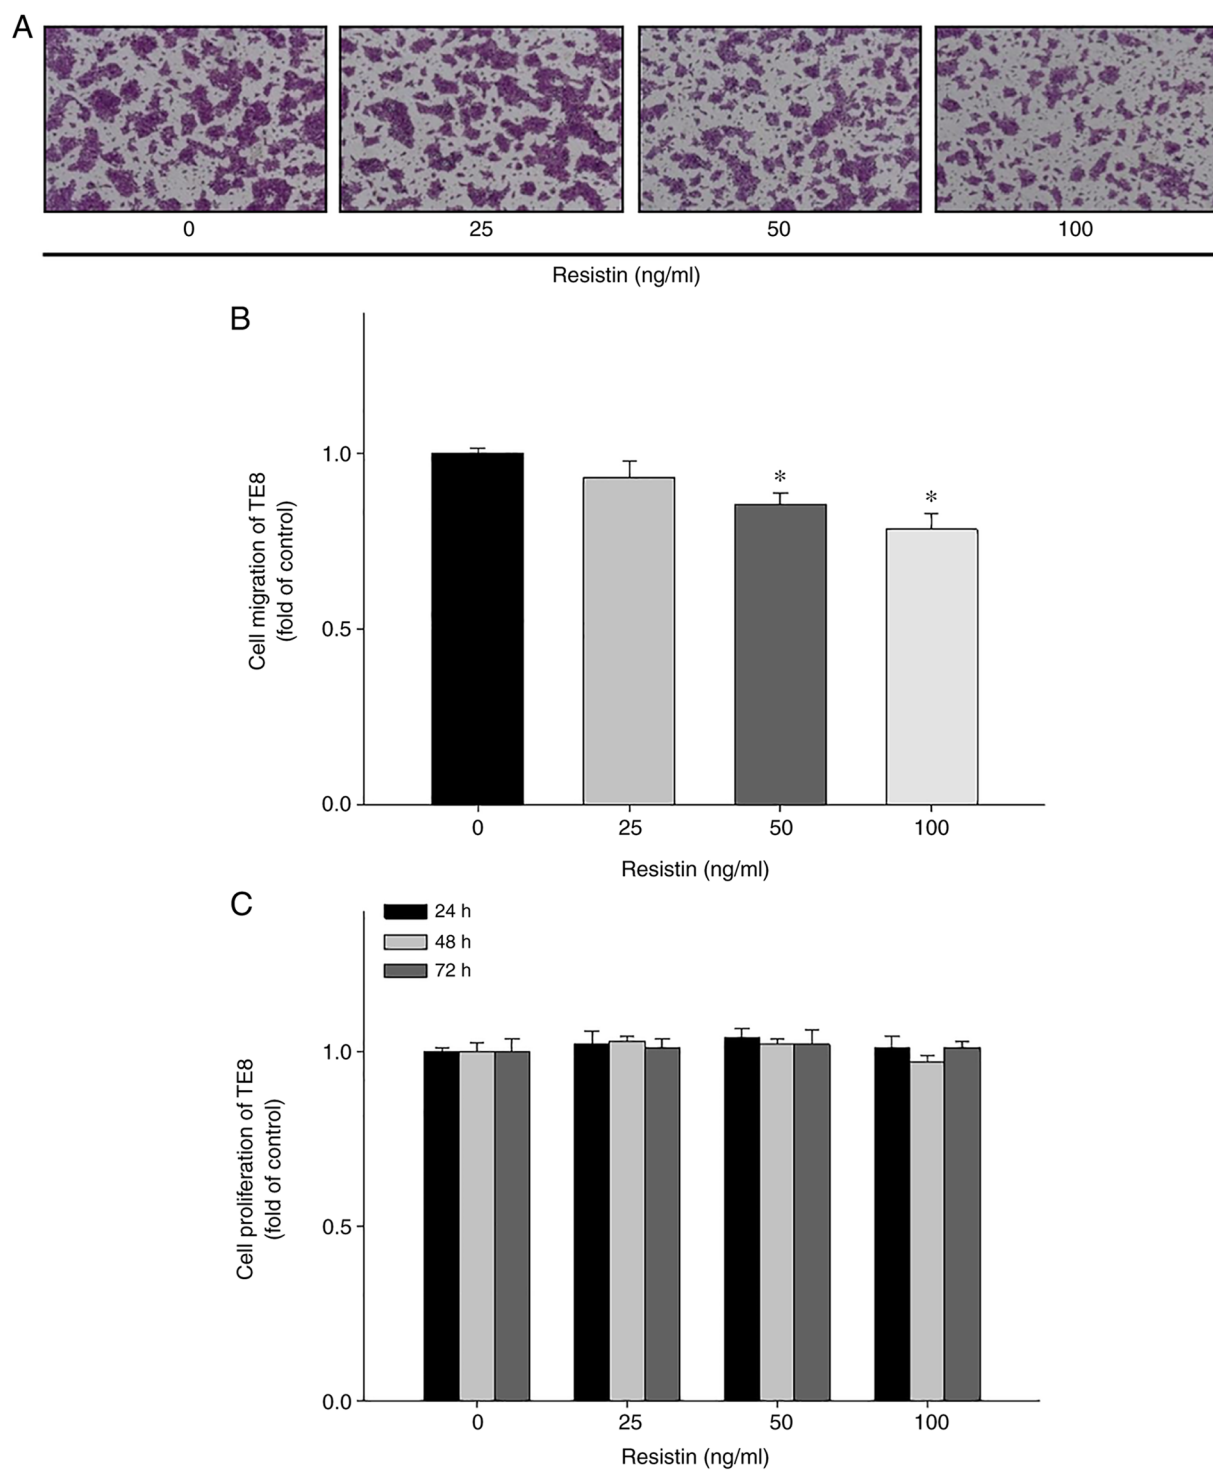 A
0 25 50 100
Resistin (ng/ml)
B
Cell migration of TE8
(fold of control)
1.0
0.5
0.0
*
*
0 25 50 100
Resistin (ng/ml)
C
24 h
48 h
72 h
Cell proliferation of TE8
(fold of control)
1.0
0.5
0.0
0 25 50 100
Resistin (ng/ml)